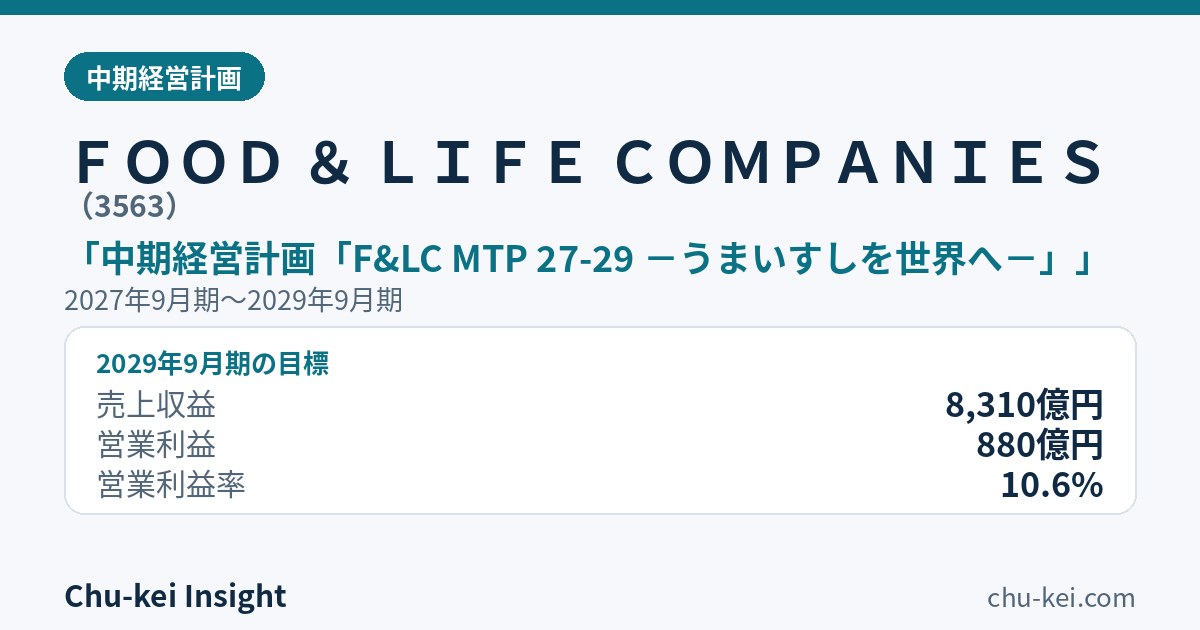 中期経営計画
ＦＯＯＤ ＆ ＬＩＦＥ ＣＯＭＰＡＮＩＥＳ
（3563）
「中期経営計画「F&LC MTP 27-29 －うまいすしを世界へ－」」
2027年9月期〜2029年9月期
2029年9月期の目標
売上収益 8,310億円
営業利益 880億円
営業利益率 10.6%
Chu-kei Insight
chu-kei.com